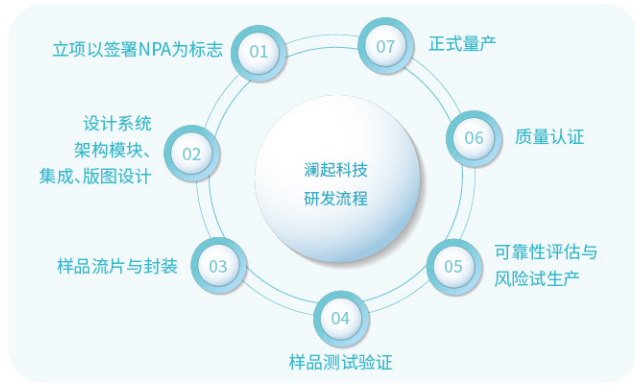 澜起科技
研发流程
01
立项以签署NPA为标志
02
设计系统
架构模块、
集成、版图设计
03
样品流片与封装
04
样品测试验证
05
可靠性评估与
风险试生产
06
质量认证
07
正式量产